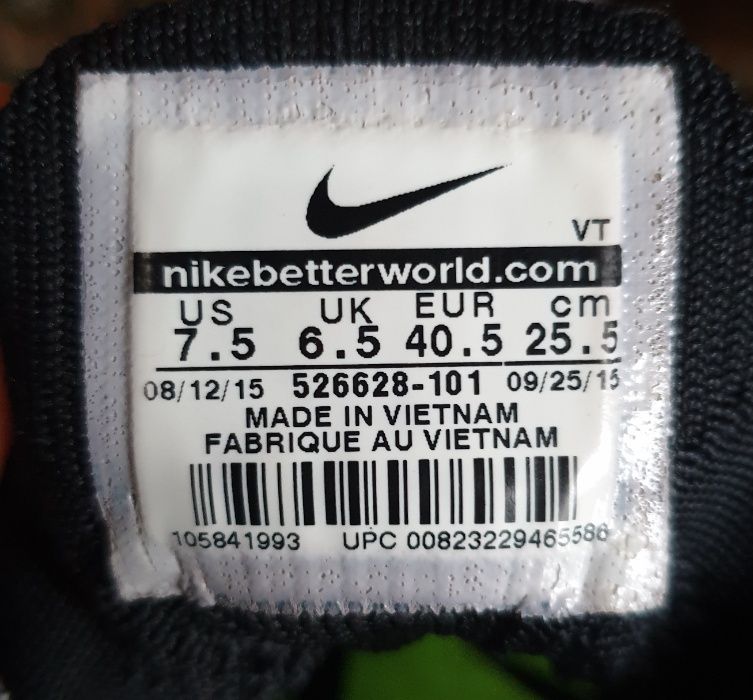 VT
nikebetterworld.com
US UK EUR cm
7.5 6.5 40.5 25.5
08/12/15 526628-101 09/25/15
MADE IN VIETNAM
FABRIQUE AU VIETNAM
105841993 UPC 00823229465586